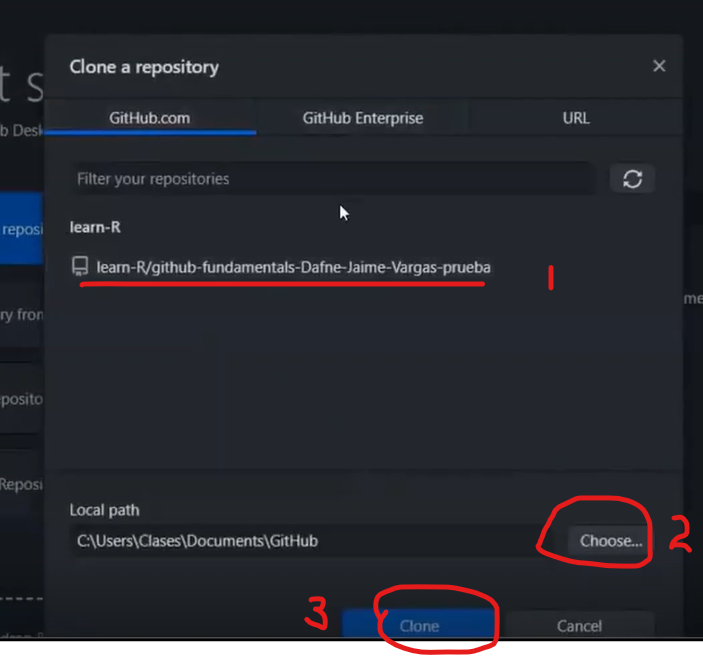 t s
Clone a repository
b Desk
GitHub.com GitHub Enterprise URL
Filter your repositories
reposi
learn-R
learn-R/github-fundamentals-Dafne-Jaime-Vargas-prueba 1
me
ry from
posito
Reposi
Local path
C:\Users\Clases\Documents\GitHub Choose... 2
3 Clone Cancel